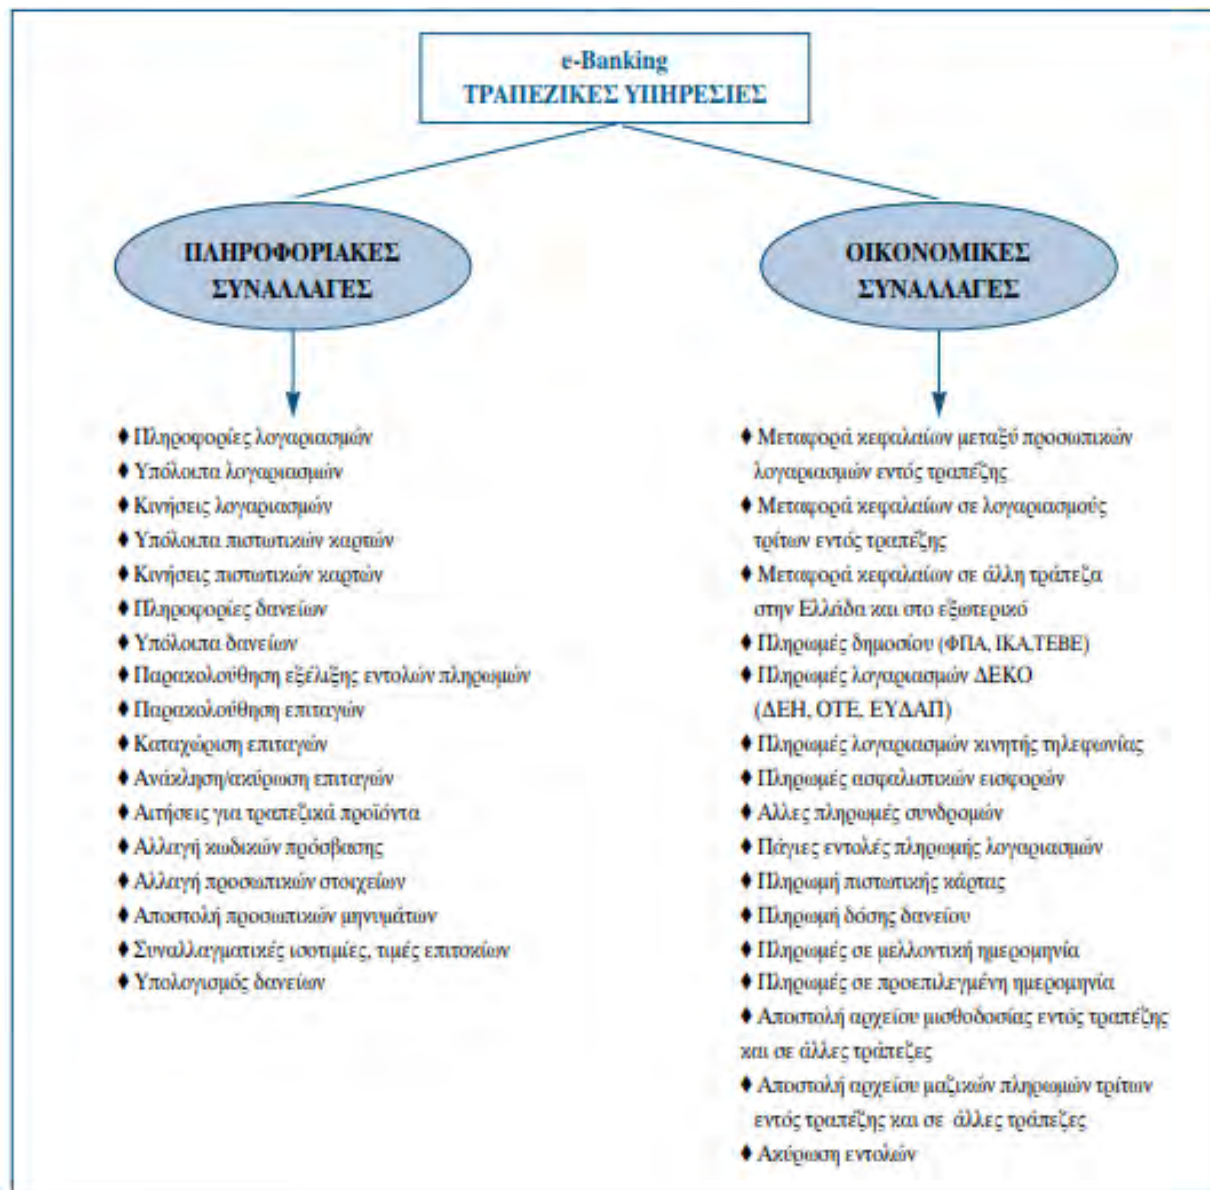 e-Banking
ΤΡΑΠΕΖΙΚΕΣ ΥΠΗΡΕΣΙΕΣ
ΠΛΗΡΟΦΟΡΙΑΚΕΣ
ΣΥΝΑΛΛΑΓΕΣ
♦ Πληροφορίες λογαριασμών
♦ Υπόλοιπα λογαριασμών
♦ Κινήσεις λογαριασμών
♦ Υπόλοιπα πιστωτικών καρτών
♦ Κινήσεις πιστωτικών καρτών
♦ Πληροφορίες δανείων
♦ Υπόλοιπα δανείων
♦ Παρακολούθηση εξέλιξης εντολών πληρωμών
♦ Παρακολούθηση επιταγών
♦ Καταχώριση επιταγών
♦ Ανάκληση/ακύρωση επιταγών
♦ Αιτήσεις για τραπεζικά προϊόντα
♦ Αλλαγή κωδικών πρόσβασης
♦ Αλλαγή προσωπικών στοιχείων
♦ Αποστολή προσωπικών μηνυμάτων
♦ Συναλλαγματικές ισοτιμίες, τιμές επιτοκίων
♦ Υπολογισμός δανείων
ΟΙΚΟΝΟΜΙΚΕΣ
ΣΥΝΑΛΛΑΓΕΣ
♦ Μεταφορά κεφαλαίων μεταξύ προσωπικών
λογαριασμών εντός τραπέζης
♦ Μεταφορά κεφαλαίων σε λογαριασμούς
τρίτων εντός τραπέζης
♦ Μεταφορά κεφαλαίων σε άλλη τράπεζα
στην Ελλάδα και στο εξωτερικό
♦ Πληρωμές δημοσίου (ΦΠΑ, ΙΚΑ,ΤΕΒΕ)
♦ Πληρωμές λογαριασμών ΔΕΚΟ
(ΔΕΗ, ΟΤΕ, ΕΥΔΑΠ)
♦ Πληρωμές λογαριασμών κινητής τηλεφωνίας
♦ Πληρωμές ασφαλιστικών εισφορών
♦ Αλλες πληρωμές συνδρομών
♦ Πάγιες εντολές πληρωμής λογαριασμών
♦ Πληρωμή πιστωτικής κάρτας
♦ Πληρωμή δόσης δανείου
♦ Πληρωμές σε μελλοντική ημερομηνία
♦ Πληρωμές σε προεπιλεγμένη ημερομηνία
♦ Αποστολή αρχείου μισθοδοσίας εντός τραπέζης
και σε άλλες τράπεζες
♦ Αποστολή αρχείου μαζικών πληρωμών τρίτων
εντός τραπέζης και σε άλλες τράπεζες
♦ Ακύρωση εντολών